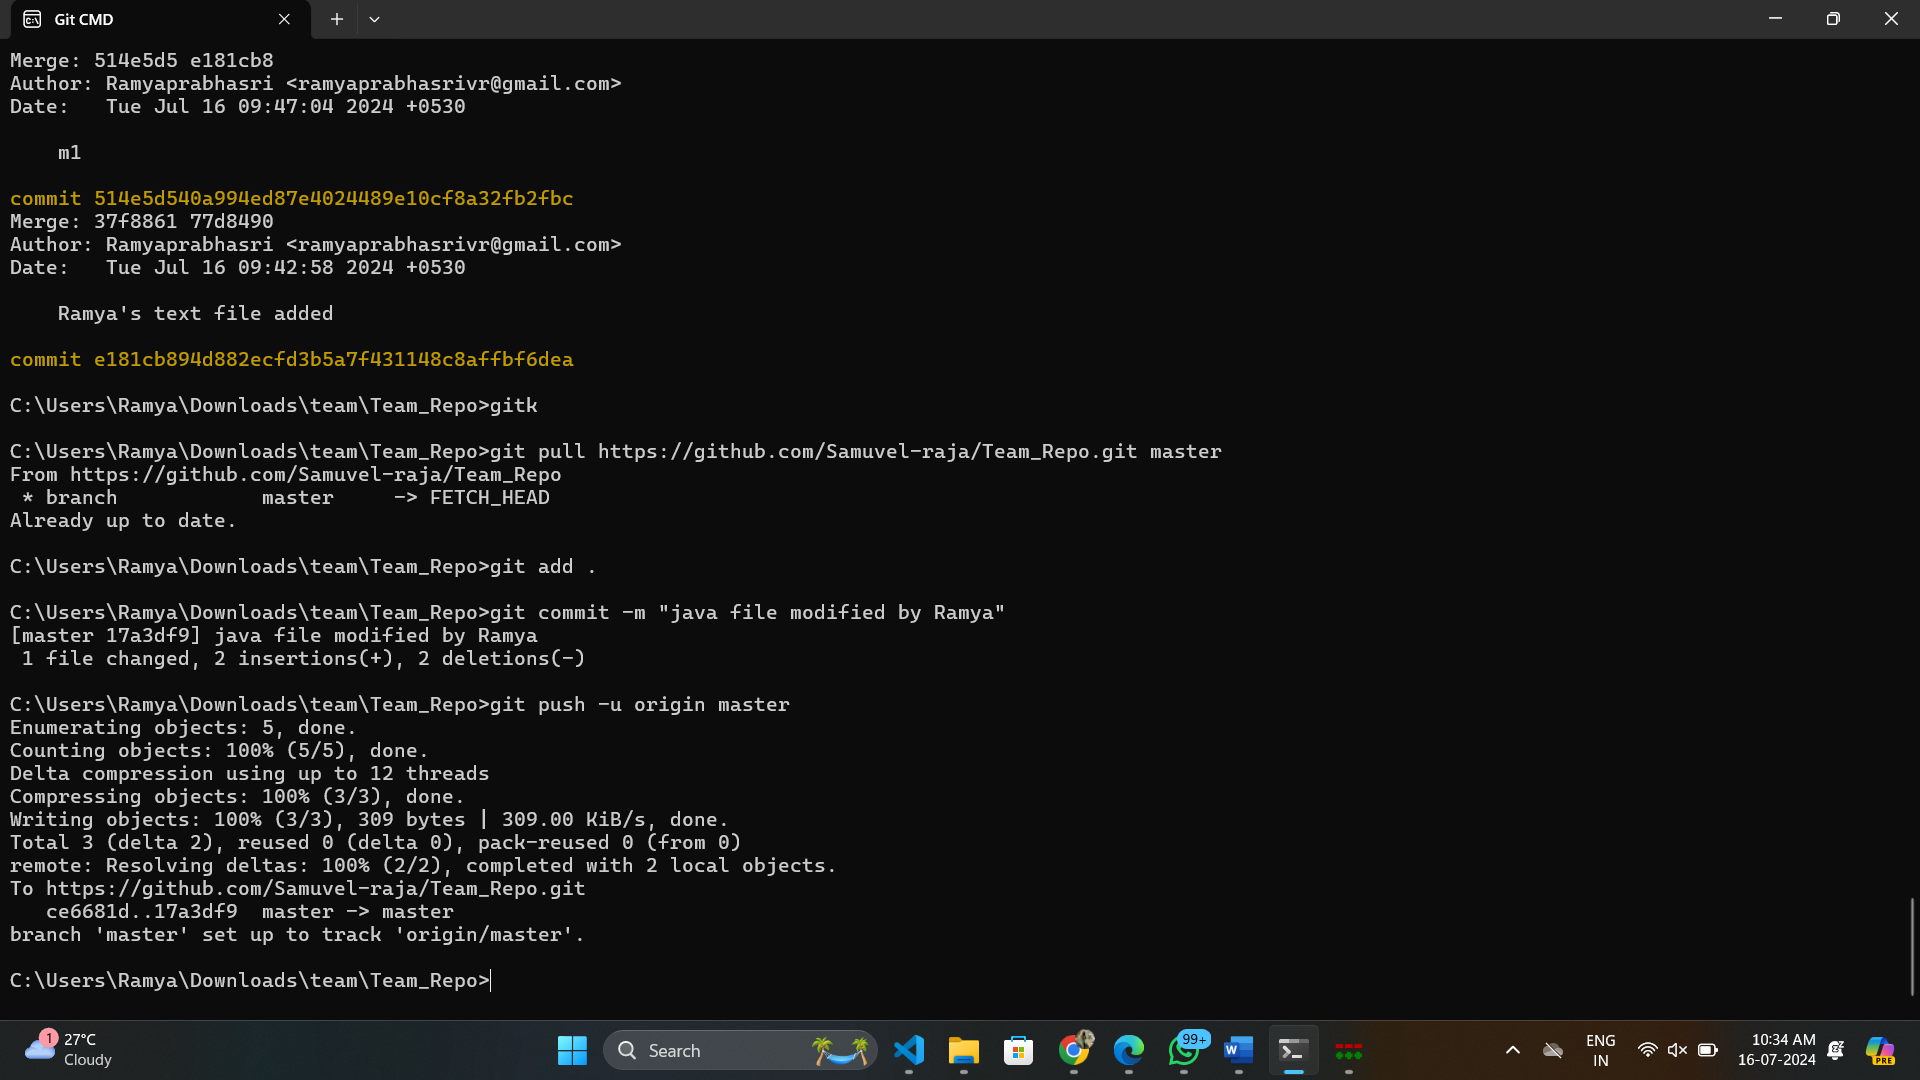 Git CMD
Merge: 514e5d5 e181cb8
Author: Ramyaprabhasri <ramyaprabhasrivr@gmail.com>
Date:   Tue Jul 16 09:47:04 2024 +0530
    m1
commit 514e5d540a994ed87e4024489e10cf8a32fb2fbc
Merge: 37f8861 77d8490
Author: Ramyaprabhasri <ramyaprabhasrivr@gmail.com>
Date:   Tue Jul 16 09:42:58 2024 +0530
    Ramya's text file added
commit e181cb894d882ecfd3b5a7f431148c8affbf6dea
C:\Users\Ramya\Downloads\team\Team_Repo>gitk
C:\Users\Ramya\Downloads\team\Team_Repo>git pull https://github.com/Samuvel-raja/Team_Repo.git master
From https://github.com/Samuvel-raja/Team_Repo
 * branch            master     -> FETCH_HEAD
Already up to date.
C:\Users\Ramya\Downloads\team\Team_Repo>git add .
C:\Users\Ramya\Downloads\team\Team_Repo>git commit -m "java file modified by Ramya"
[master 17a3df9] java file modified by Ramya
 1 file changed, 2 insertions(+), 2 deletions(-)
C:\Users\Ramya\Downloads\team\Team_Repo>git push -u origin master
Enumerating objects: 5, done.
Counting objects: 100% (5/5), done.
Delta compression using up to 12 threads
Compressing objects: 100% (3/3), done.
Writing objects: 100% (3/3), 309 bytes | 309.00 KiB/s, done.
Total 3 (delta 2), reused 0 (delta 0), pack-reused 0 (from 0)
remote: Resolving deltas: 100% (2/2), completed with 2 local objects.
To https://github.com/Samuvel-raja/Team_Repo.git
   ce6681d..17a3df9  master -> master
branch 'master' set up to track 'origin/master'.
C:\Users\Ramya\Downloads\team\Team_Repo>
1
27°C
Cloudy
Search
99+
W
ENG
IN
10:34 AM
16-07-2024
PRE